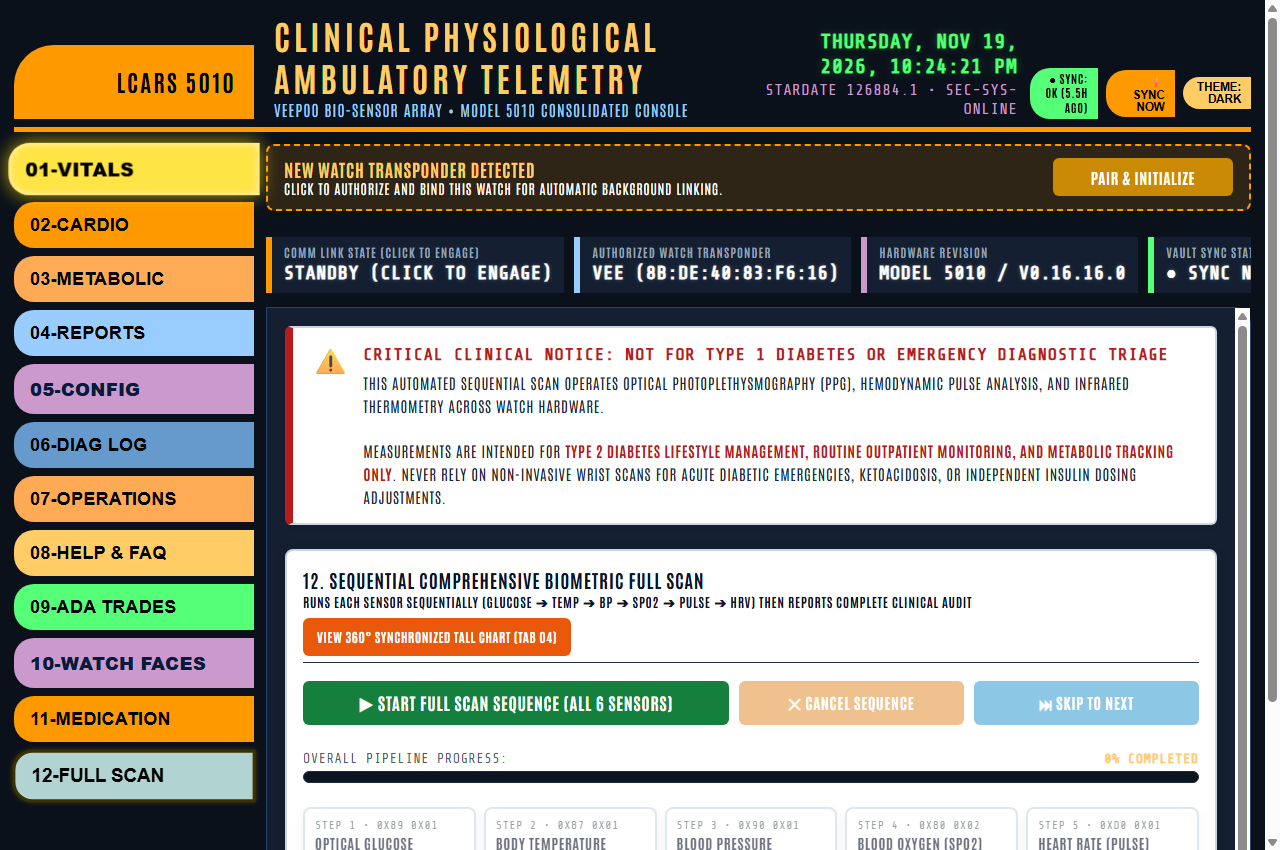 LCARS 5010
CLINICAL PHYSIOLOGICAL
AMBULATORY TELEMETRY
VEEPOO BIO-SENSOR ARRAY • MODEL 5010 CONSOLIDATED CONSOLE
THURSDAY, NOV 19,
2026, 10:24:21 PM
STARDATE 126884.1 · SEC-SYS-
ONLINE
● SYNC:
OK (5.5H
AGO)
SYNC
NOW
THEME:
DARK
01-VITALS
02-CARDIO
03-METABOLIC
04-REPORTS
05-CONFIG
06-DIAG LOG
07-OPERATIONS
08-HELP & FAQ
09-ADA TRADES
10-WATCH FACES
11-MEDICATION
12-FULL SCAN
NEW WATCH TRANSPONDER DETECTED
CLICK TO AUTHORIZE AND BIND THIS WATCH FOR AUTOMATIC BACKGROUND LINKING.
PAIR & INITIALIZE
COMM LINK STATE (CLICK TO ENGAGE)
STANDBY (CLICK TO ENGAGE)
AUTHORIZED WATCH TRANSPONDER
VEE (8B:DE:40:83:F6:16)
HARDWARE REVISION
MODEL 5010 / V0.16.16.0
VAULT SYNC STAT
● SYNC N
CRITICAL CLINICAL NOTICE: NOT FOR TYPE 1 DIABETES OR EMERGENCY DIAGNOSTIC TRIAGE
THIS AUTOMATED SEQUENTIAL SCAN OPERATES OPTICAL PHOTOPLETHYSMOGRAPHY (PPG), HEMODYNAMIC PULSE ANALYSIS, AND INFRARED
THERMOMETRY ACROSS WATCH HARDWARE.
MEASUREMENTS ARE INTENDED FOR TYPE 2 DIABETES LIFESTYLE MANAGEMENT, ROUTINE OUTPATIENT MONITORING, AND METABOLIC TRACKING
ONLY. NEVER RELY ON NON-INVASIVE WRIST SCANS FOR ACUTE DIABETIC EMERGENCIES, KETOACIDOSIS, OR INDEPENDENT INSULIN DOSING
ADJUSTMENTS.
12. SEQUENTIAL COMPREHENSIVE BIOMETRIC FULL SCAN
RUNS EACH SENSOR SEQUENTIALLY (GLUCOSE ➔ TEMP ➔ BP ➔ SPO2 ➔ PULSE ➔ HRV) THEN REPORTS COMPLETE CLINICAL AUDIT
VIEW 360° SYNCHRONIZED TALL CHART (TAB 04)
▶ START FULL SCAN SEQUENCE (ALL 6 SENSORS)
✕ CANCEL SEQUENCE
⏭ SKIP TO NEXT
OVERALL PIPELINE PROGRESS:
0% COMPLETED
STEP 1 · 0X89 0X01
OPTICAL GLUCOSE
STEP 2 · 0X87 0X01
BODY TEMPERATURE
STEP 3 · 0X90 0X01
BLOOD PRESSURE
STEP 4 · 0X80 0X02
BLOOD OXYGEN (SPO2)
STEP 5 · 0XD0 0X01
HEART RATE (PULSE)